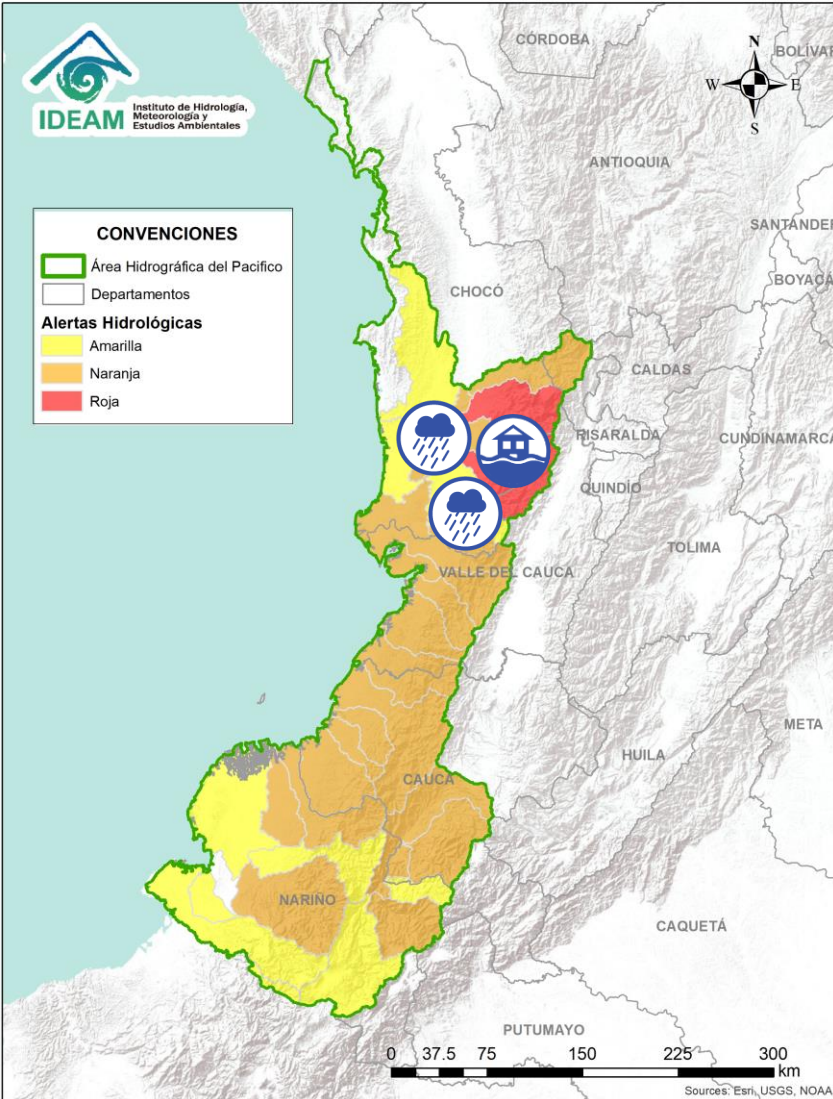 IDEAM
Instituto de Hidrología,
Meteorología y
Estudios Ambientales
N
W E
S
CÓRDOBA
BOLÍVAR
ANTIOQUIA
SANTANDER
BOYACÁ
CHOCÓ
CONVENCIONES
Área Hidrográfica del Pacifico
Departamentos
Alertas Hidrológicas
Amarilla
Naranja
Roja
CALDAS
RISARALDA
CUNDINAMARCA
QUINDÍO
TOLIMA
VALLE DEL CAUCA
META
HUILA
CAUCA
NARIÑO
CAQUETÁ
PUTUMAYO
0 37.5 75 150 225 300
km
Sources: Esri, USGS, NOAA